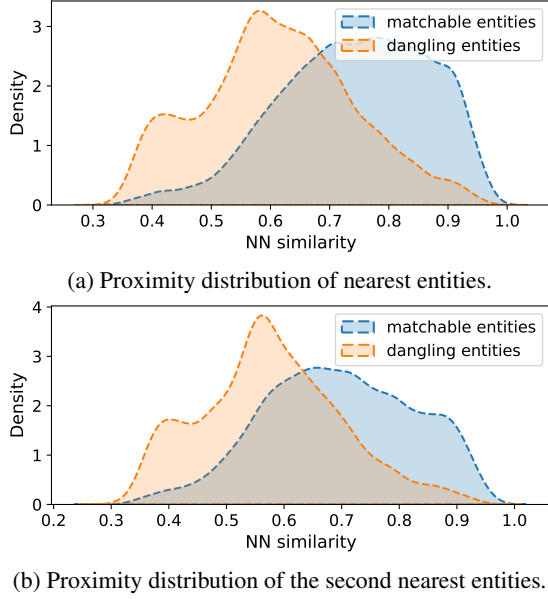 3
2
1
0
Density
matchable entities
dangling entities
0.3 0.4 0.5 0.6 0.7 0.8 0.9 1.0
NN similarity
(a) Proximity distribution of nearest entities.
4
3
2
1
0
Density
matchable entities
dangling entities
0.2 0.3 0.4 0.5 0.6 0.7 0.8 0.9 1.0
NN similarity
(b) Proximity distribution of the second nearest entities.